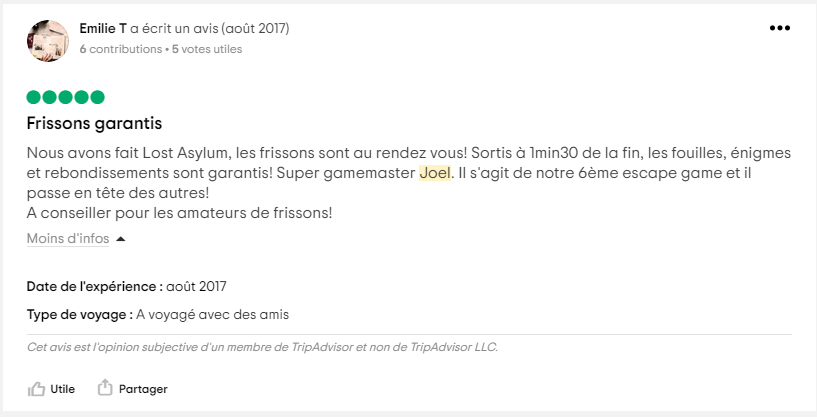 Emilie T a écrit un avis (août 2017)
6 contributions • 5 votes utiles
Frissons garantis
Nous avons fait Lost Asylum, les frissons sont au rendez vous! Sortis à 1min30 de la fin, les fouilles, énigmes
et rebondissements sont garantis! Super gamemaster Joel. Il s'agit de notre 6ème escape game et il
passe en tête des autres!
A conseiller pour les amateurs de frissons!
Moins d'infos
Date de l'expérience : août 2017
Type de voyage : A voyagé avec des amis
Cet avis est l'opinion subjective d'un membre de TripAdvisor et non de TripAdvisor LLC.
Utile Partager